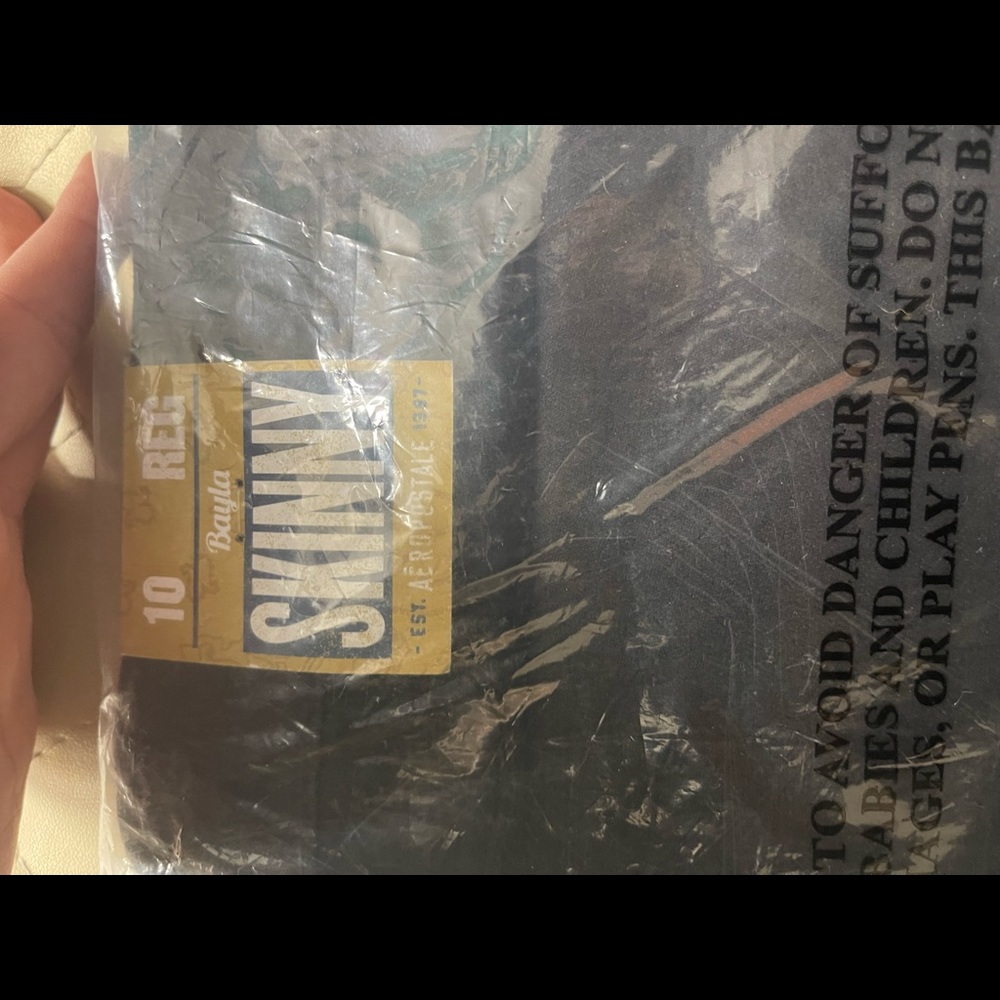 10 REG
Bayla
SKINNY
- EST. AÉROPOSTALE 1987 -
TO AVOID DANGER OF SUFFO
BABIES AND CHILDREN. DO N
AGES, OR PLAY PENS. THIS BA